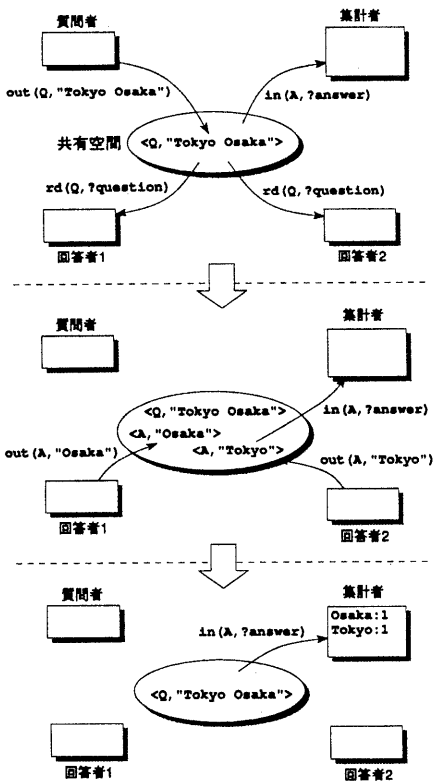 質問者
集計者
out(Q,"Tokyo Osaka")
in(A,?answer)
共有空間
<Q,"Tokyo Osaka">
rd(Q,?question)
rd(Q,?question)
回答者1
回答者2
質問者
集計者
<Q,"Tokyo Osaka">
in(A,?answer)
<A,"Osaka">
out(A,"Osaka")
<A,"Tokyo">
out(A,"Tokyo")
回答者1
回答者2
質問者
集計者
Osaka:1
Tokyo:1
in(A,?answer)
<Q,"Tokyo Osaka">
回答者1
回答者2